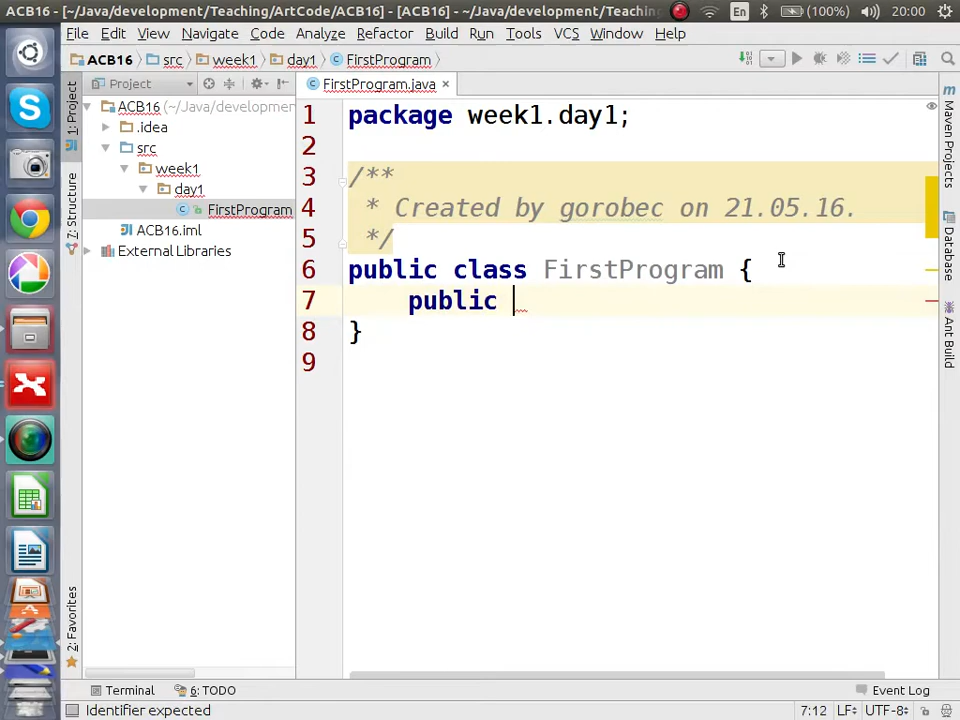 ACB16 - [~/Java/development/Teaching/ArtCode/ACB16] - [ACB16] - ~/Java/development/Teaching
En
(100%)
20:00
File Edit View Navigate Code Analyze Refactor Build Run Tools VCS Window Help
ACB16 src week1 day1 FirstProgram
Project
FirstProgram.java
ACB16 (~/Java/developmen
.idea
src
week1
day1
FirstProgram
ACB16.iml
External Libraries
1: Project
7: Structure
2: Favorites
1 package week1.day1;
2
3 /**
4 * Created by gorobec on 21.05.16.
5 */
6 public class FirstProgram {
7 public
8 }
9
Maven Projects
Database
Ant Build
Terminal 6: TODO Event Log
Identifier expected 7:12 LF UTF-8